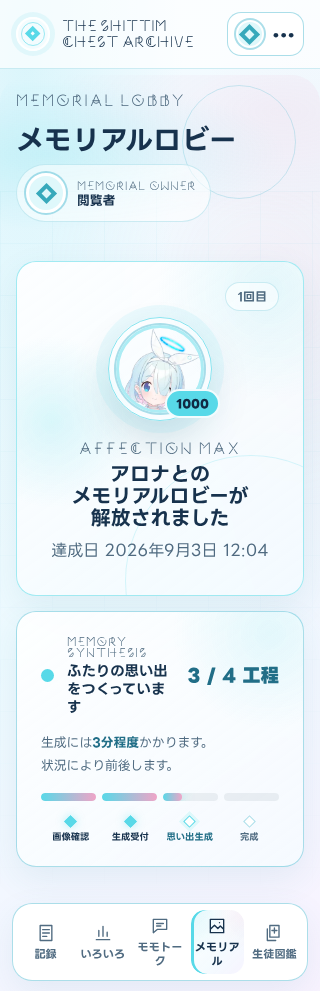 THE SHITTIM
CHEST ARCHIVE
MEMORIAL LOBBY
メモリアルロビー
MEMORIAL OWNER
閲覧者
1回目
1000
AFFECTION MAX
アロナとの
メモリアルロビーが
解放されました
達成日 2026年9月3日 12:04
MEMORY
SYNTHESIS
ふたりの思い出
をつくっていま
す
3 / 4 工程
生成には3分程度かかります。
状況により前後します。
画像確認 生成受付 思い出生成 完成
記録 いろいろ モモトー
ク メモリア
ル 生徒図鑑